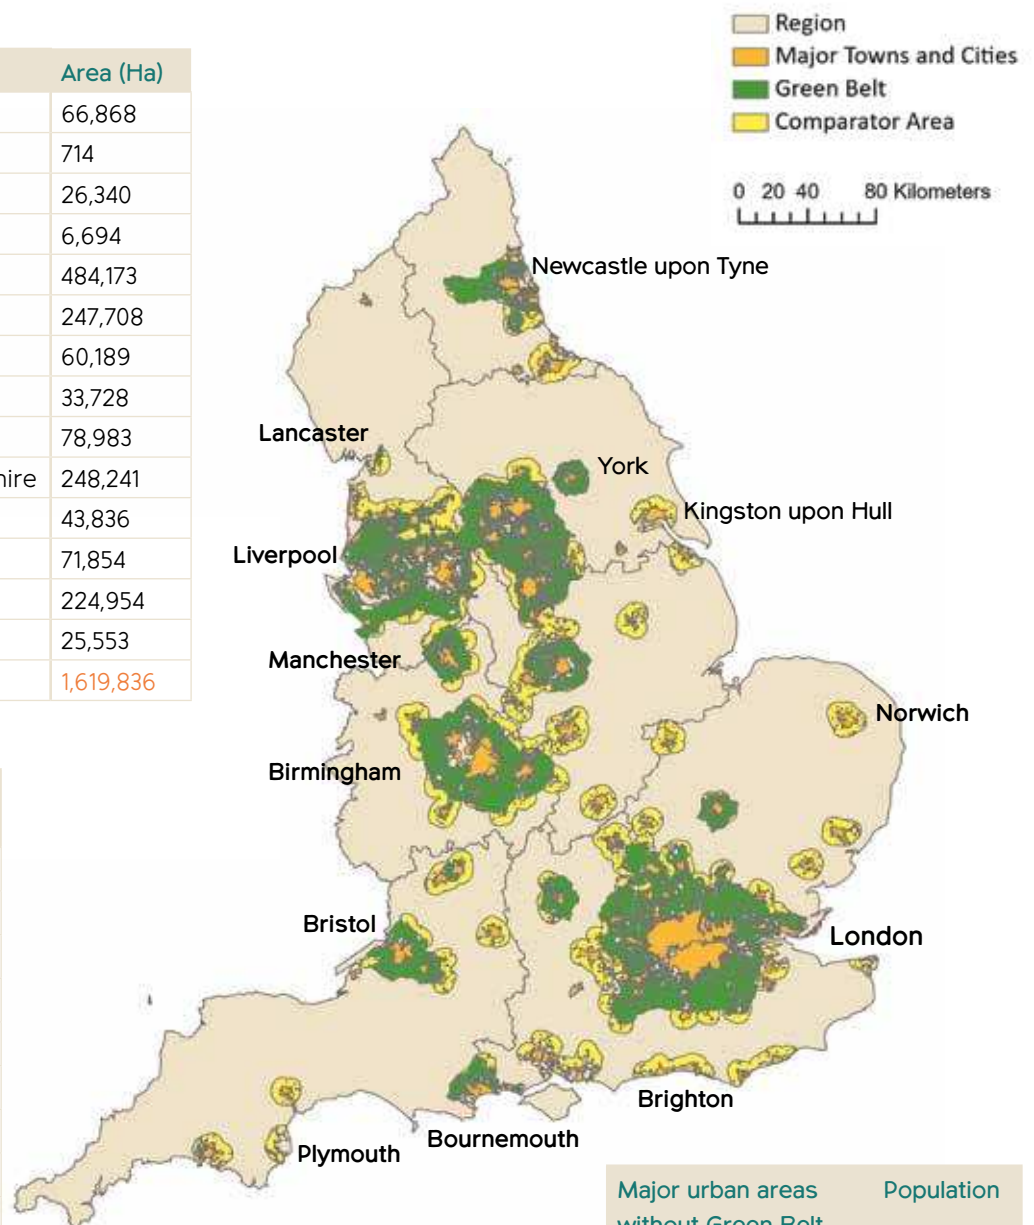 Region
Major Towns and Cities
Green Belt
Comparator Area
0 20 40 80 Kilometers
Area (Ha)
66,868
714
26,340
6,694
484,173
247,708
60,189
33,728
78,983
hire 248,241
43,836
71,854
224,954
25,553
1,619,836
Newcastle upon Tyne
Lancaster
York
Kingston upon Hull
Liverpool
Manchester
Norwich
Birmingham
Bristol
London
Brighton
Bournemouth
Plymouth
Major urban areas Population
without Green Belt